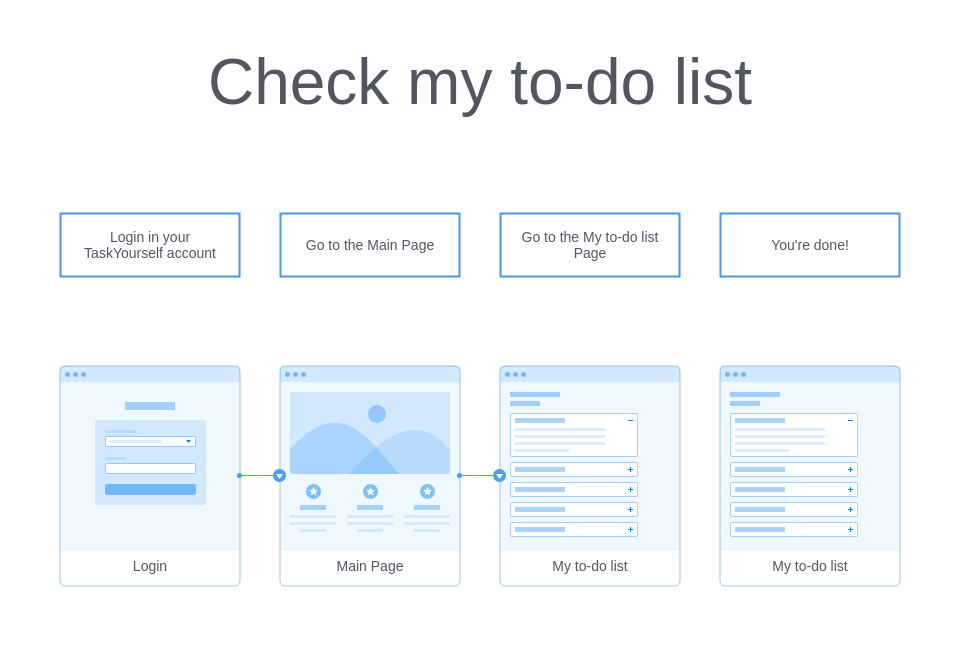 Check my to-do list
Login in your
TaskYourself account
Go to the Main Page
Go to the My to-do list
Page
You're done!
Login
Main Page
My to-do list
My to-do list